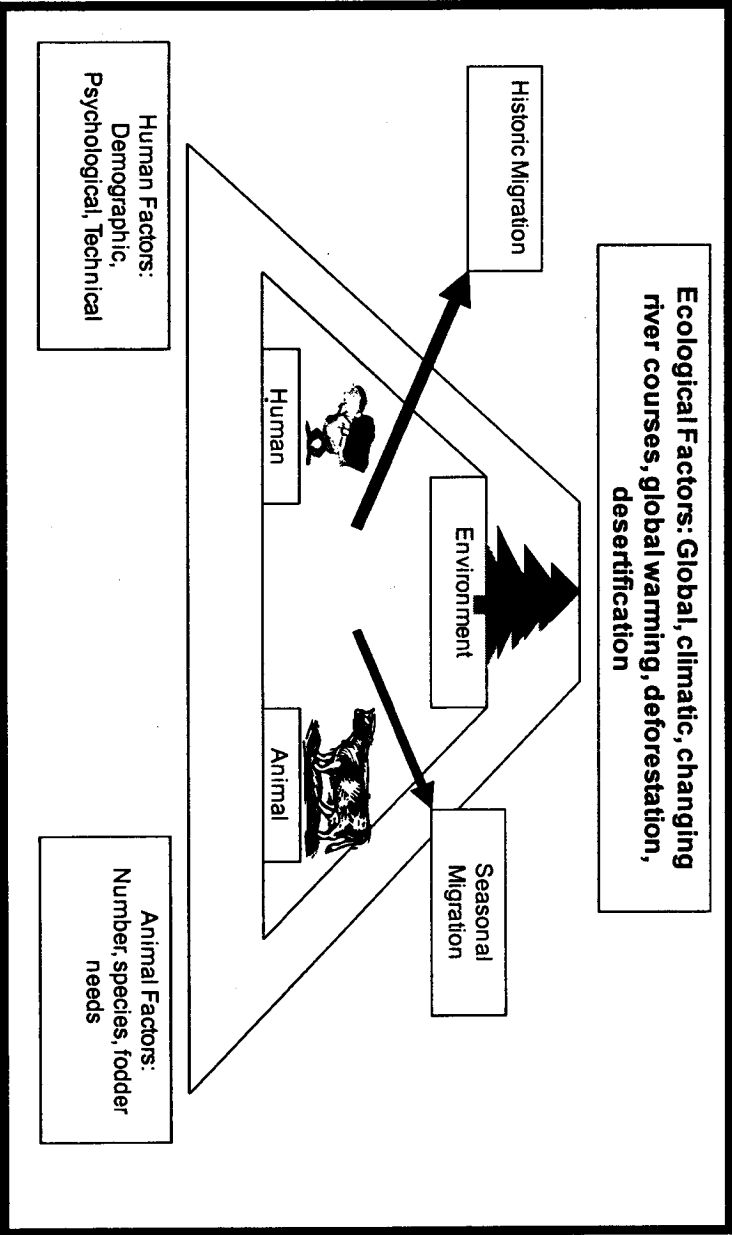 Ecological Factors: Global, climatic, changing
river courses, global warming, deforestation,
desertification
Historic Migration
Seasonal
Migration
Environment
Human
Animal
Human Factors:
Demographic,
Psychological, Technical
Animal Factors:
Number, species, fodder
needs